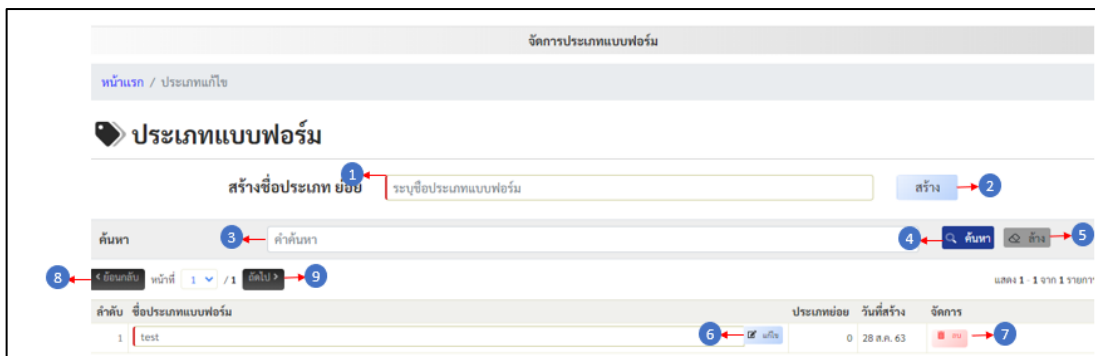 จัดการประเภทแบบฟอร์ม
หน้าแรก / ประเภทแก้ไข
ประเภทแบบฟอร์ม
สร้างชื่อประเภท ย่อย 1 ระบุชื่อประเภทแบบฟอร์ม สร้าง 2
ค้นหา 3 คำค้นหา 4 ค้นหา ล้าง 5
8 < ย้อนกลับ หน้าที่ 1 / 1 ถัดไป > 9 แสดง 1 - 1 จาก 1 รายการ
ลำดับ ชื่อประเภทแบบฟอร์ม ประเภทย่อย วันที่สร้าง จัดการ
1 test 6 แก้ไข 0 28 ส.ค. 63 ลบ 7